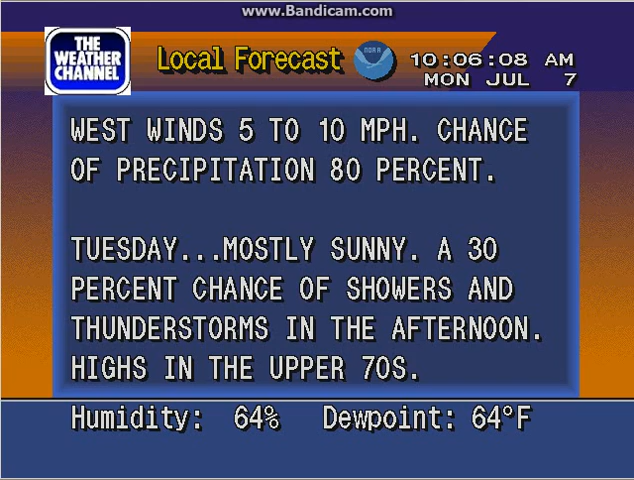 www.Bandicam.com
THE
WEATHER
CHANNEL
Local Forecast
NOAA
10:06:08 AM
MON JUL 7
WEST WINDS 5 TO 10 MPH. CHANCE
OF PRECIPITATION 80 PERCENT.
TUESDAY...MOSTLY SUNNY. A 30
PERCENT CHANCE OF SHOWERS AND
THUNDERSTORMS IN THE AFTERNOON.
HIGHS IN THE UPPER 70S.
Humidity: 64% Dewpoint: 64°F